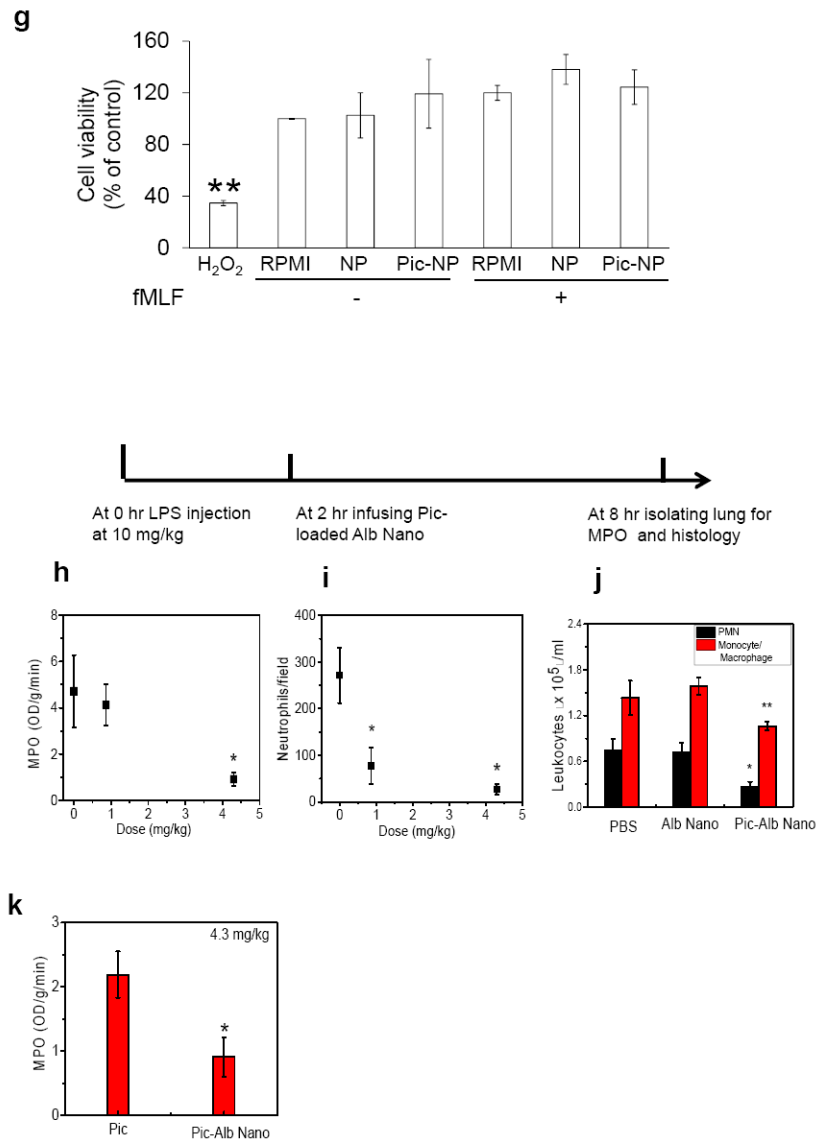 g
160
120
80
40
0
Cell viability
(% of control)
**
H₂O₂ RPMI NP Pic-NP RPMI NP Pic-NP
fMLF - +
At 0 hr LPS injection
at 10 mg/kg
At 2 hr infusing Pic-
loaded Alb Nano
At 8 hr isolating lung for
MPO and histology
h
8
6
4
2
0
MPO (OD/g/min)
*
0 1 2 3 4 5
Dose (mg/kg)
i
400
300
200
100
0
Neutrophils/field
*
*
0 1 2 3 4 5
Dose (mg/kg)
j
2.4
1.8
1.2
0.6
0.0
Leukocytes x 10⁵ /ml
PMN
Monocyte/
Macrophage
**
*
PBS Alb Nano Pic-Alb Nano
k
3
2
1
0
MPO (OD/g/min)
4.3 mg/kg
*
Pic Pic-Alb Nano